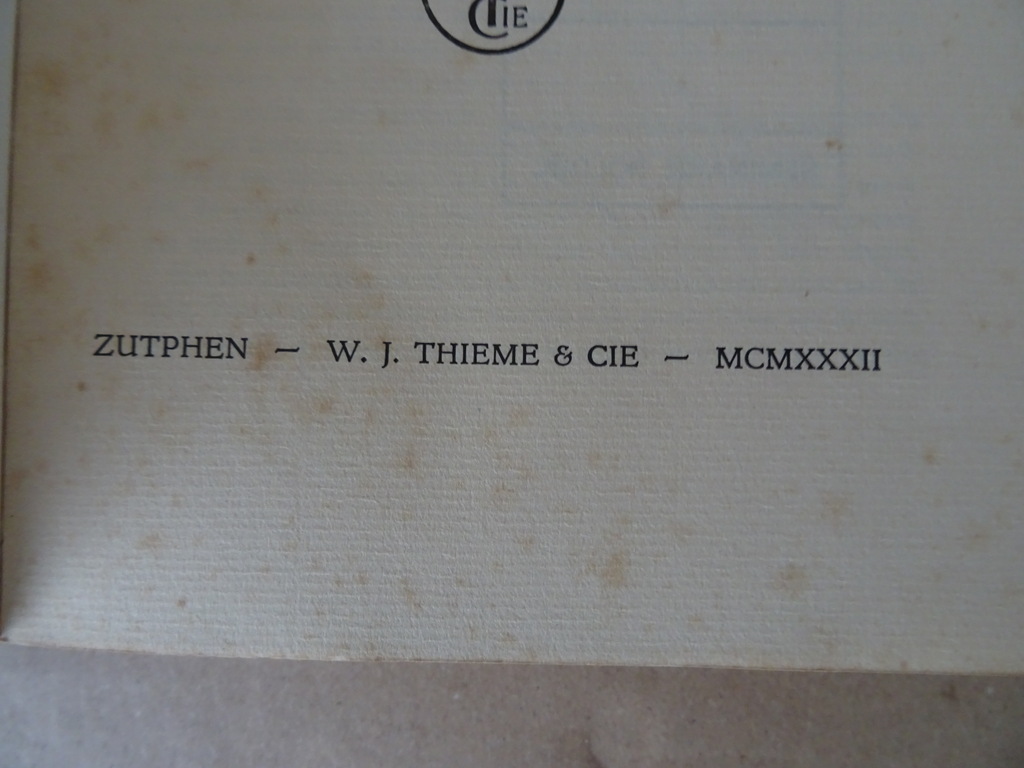 CIE
ZUTPHEN — W. J. THIEME & CIE — MCMXXXII